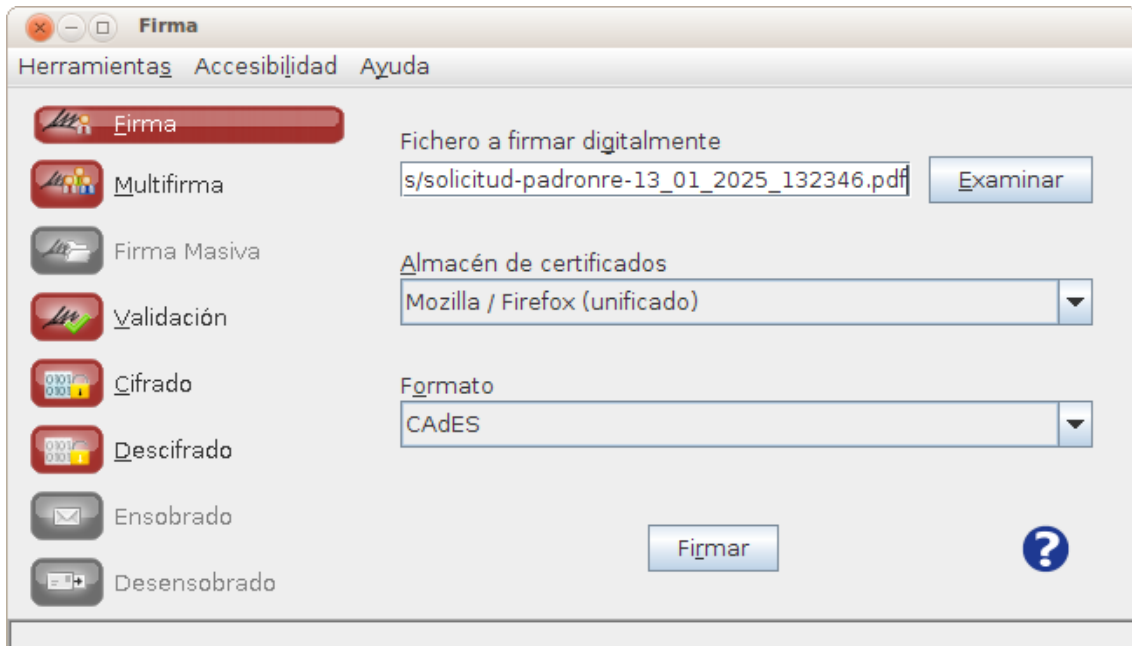 Firma
Herramientas Accesibilidad Ayuda
Firma
Multifirma
Firma Masiva
Validación
Cifrado
Descifrado
Ensobrado
Desensobrado
Fichero a firmar digitalmente
s/solicitud-padronre-13_01_2025_132346.pdf
Examinar
Almacén de certificados
Mozilla / Firefox (unificado)
Formato
CAdES
Firmar
?